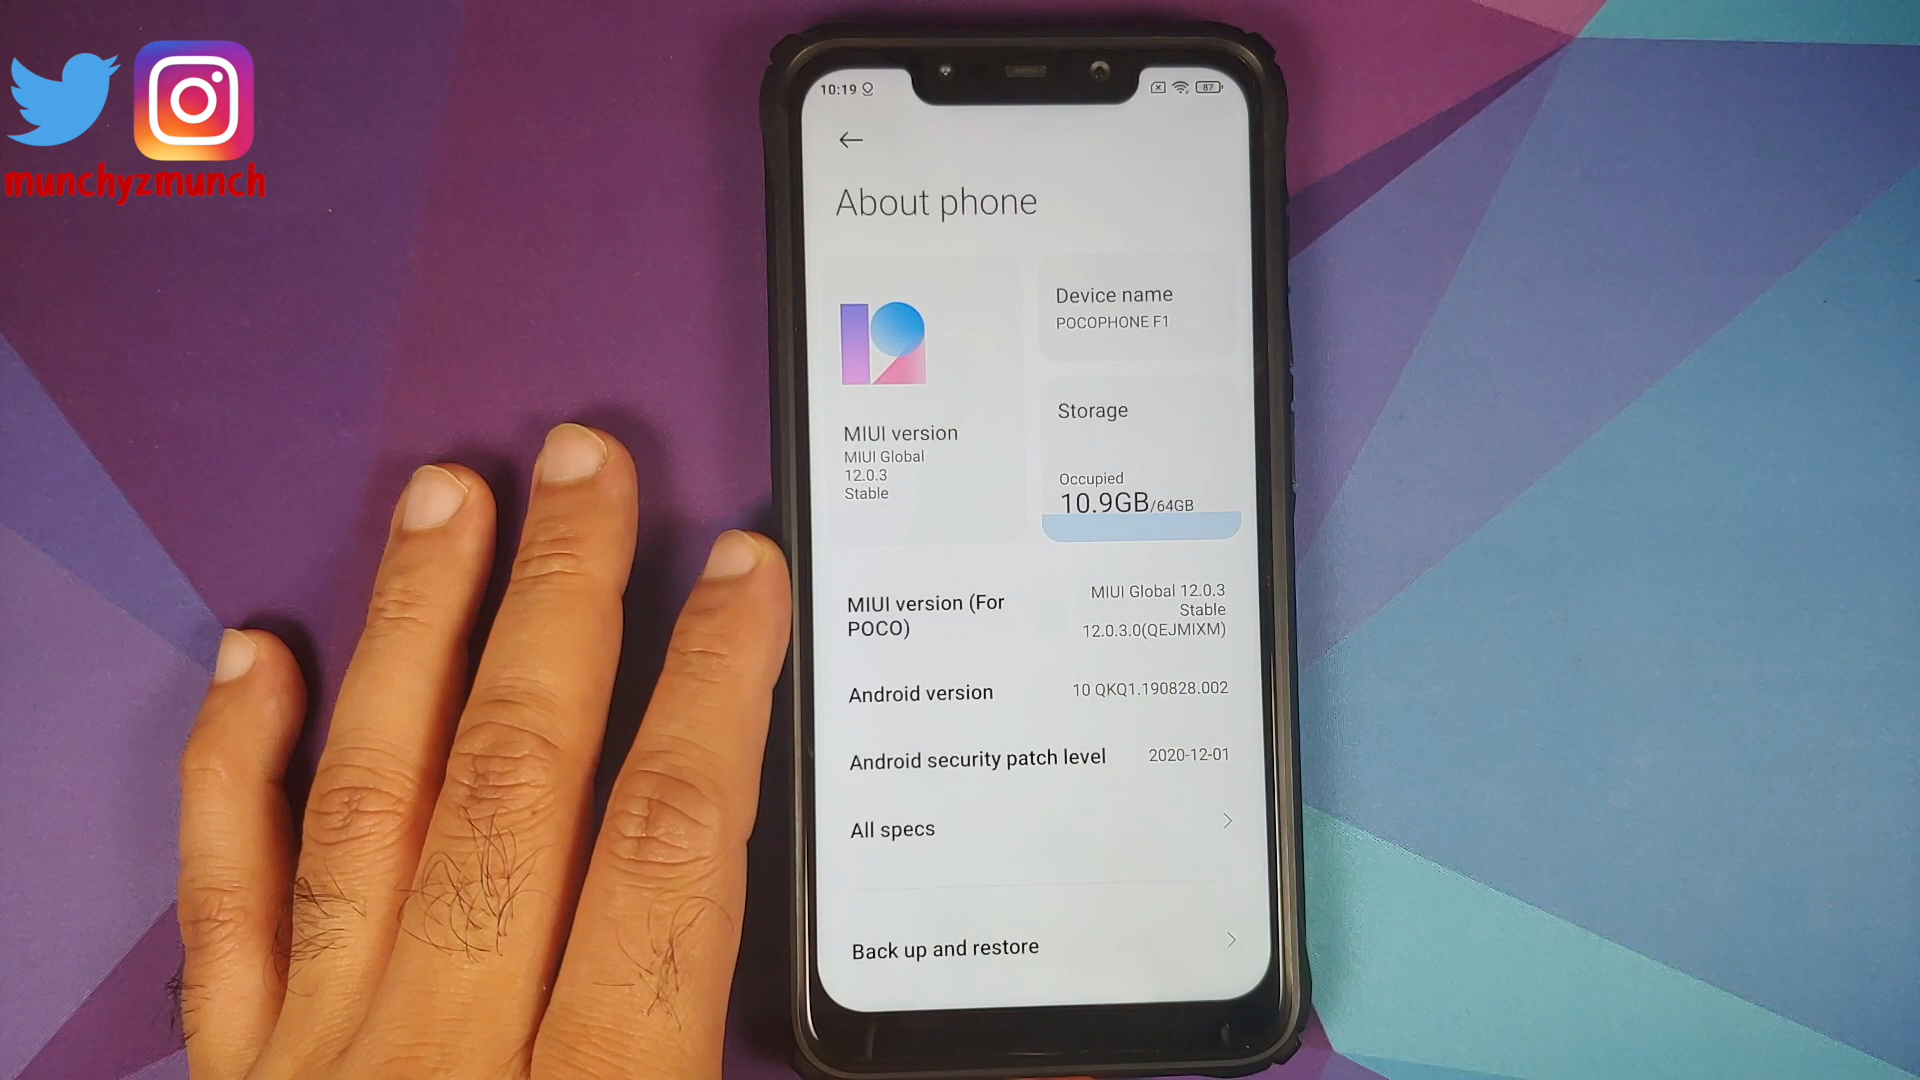 munchyzmunch
10:19
87
About phone
Device name
POCOPHONE F1
MIUI version
MIUI Global
12.0.3
Stable
Storage
Occupied
10.9GB/64GB
MIUI version (For
POCO)
MIUI Global 12.0.3
Stable
12.0.3.0(QEJMIXM)
Android version
10 QKQ1.190828.002
Android security patch level
2020-12-01
All specs
Back up and restore